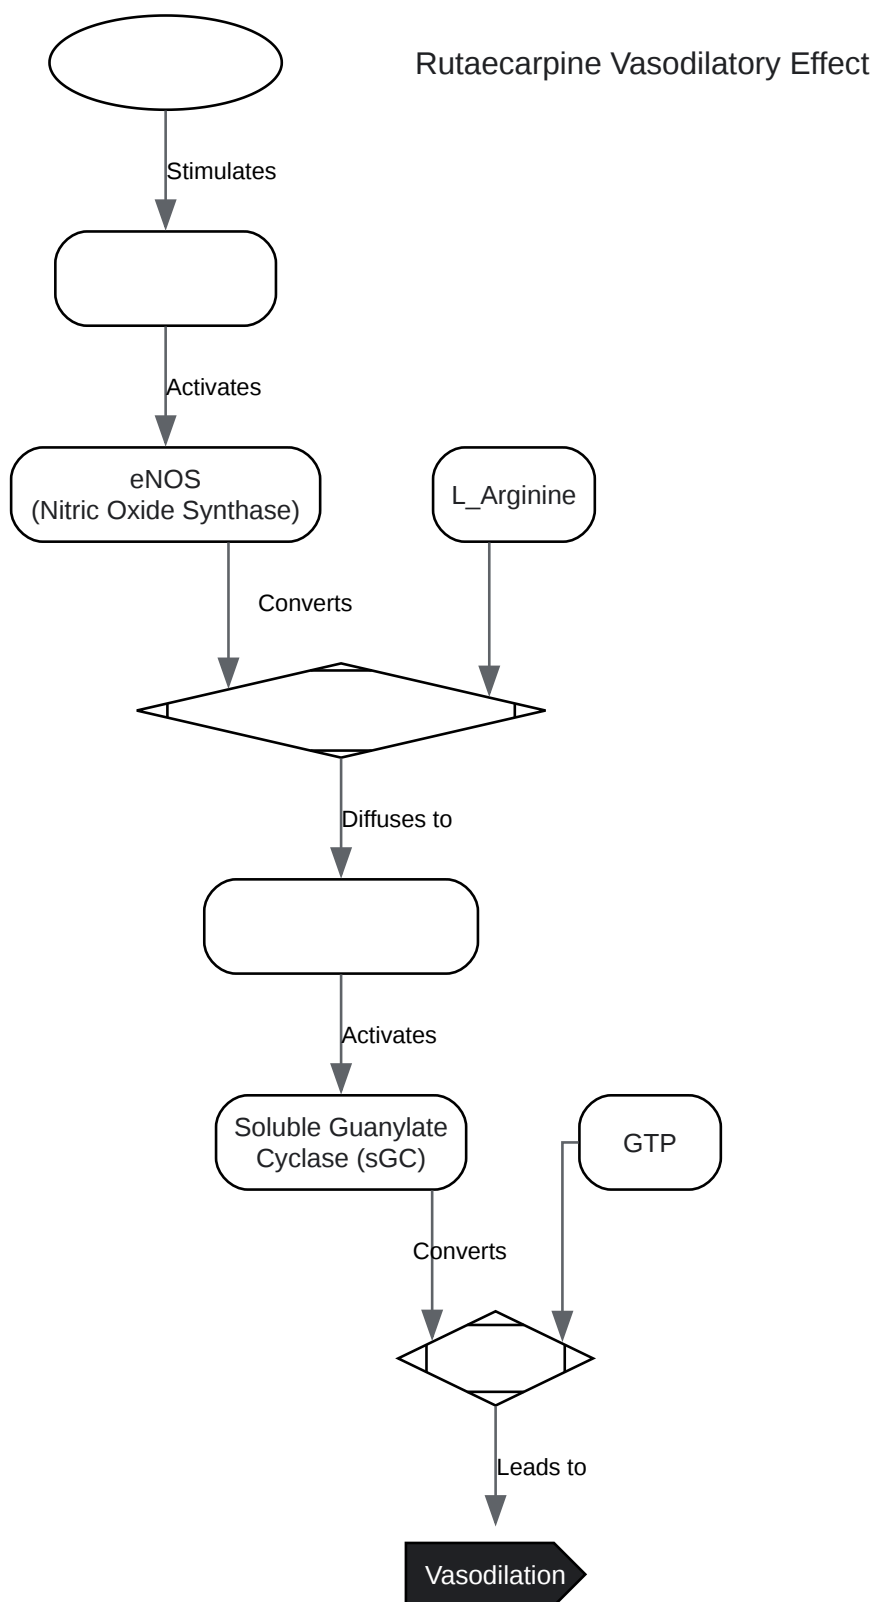 Rutaecarpine Vasodilatory Effect
Stimulates
Activates
eNOS
(Nitric Oxide Synthase)
L_Arginine
Converts
Diffuses to
Activates
Soluble Guanylate
Cyclase (sGC)
GTP
Converts
Leads to
Vasodilation